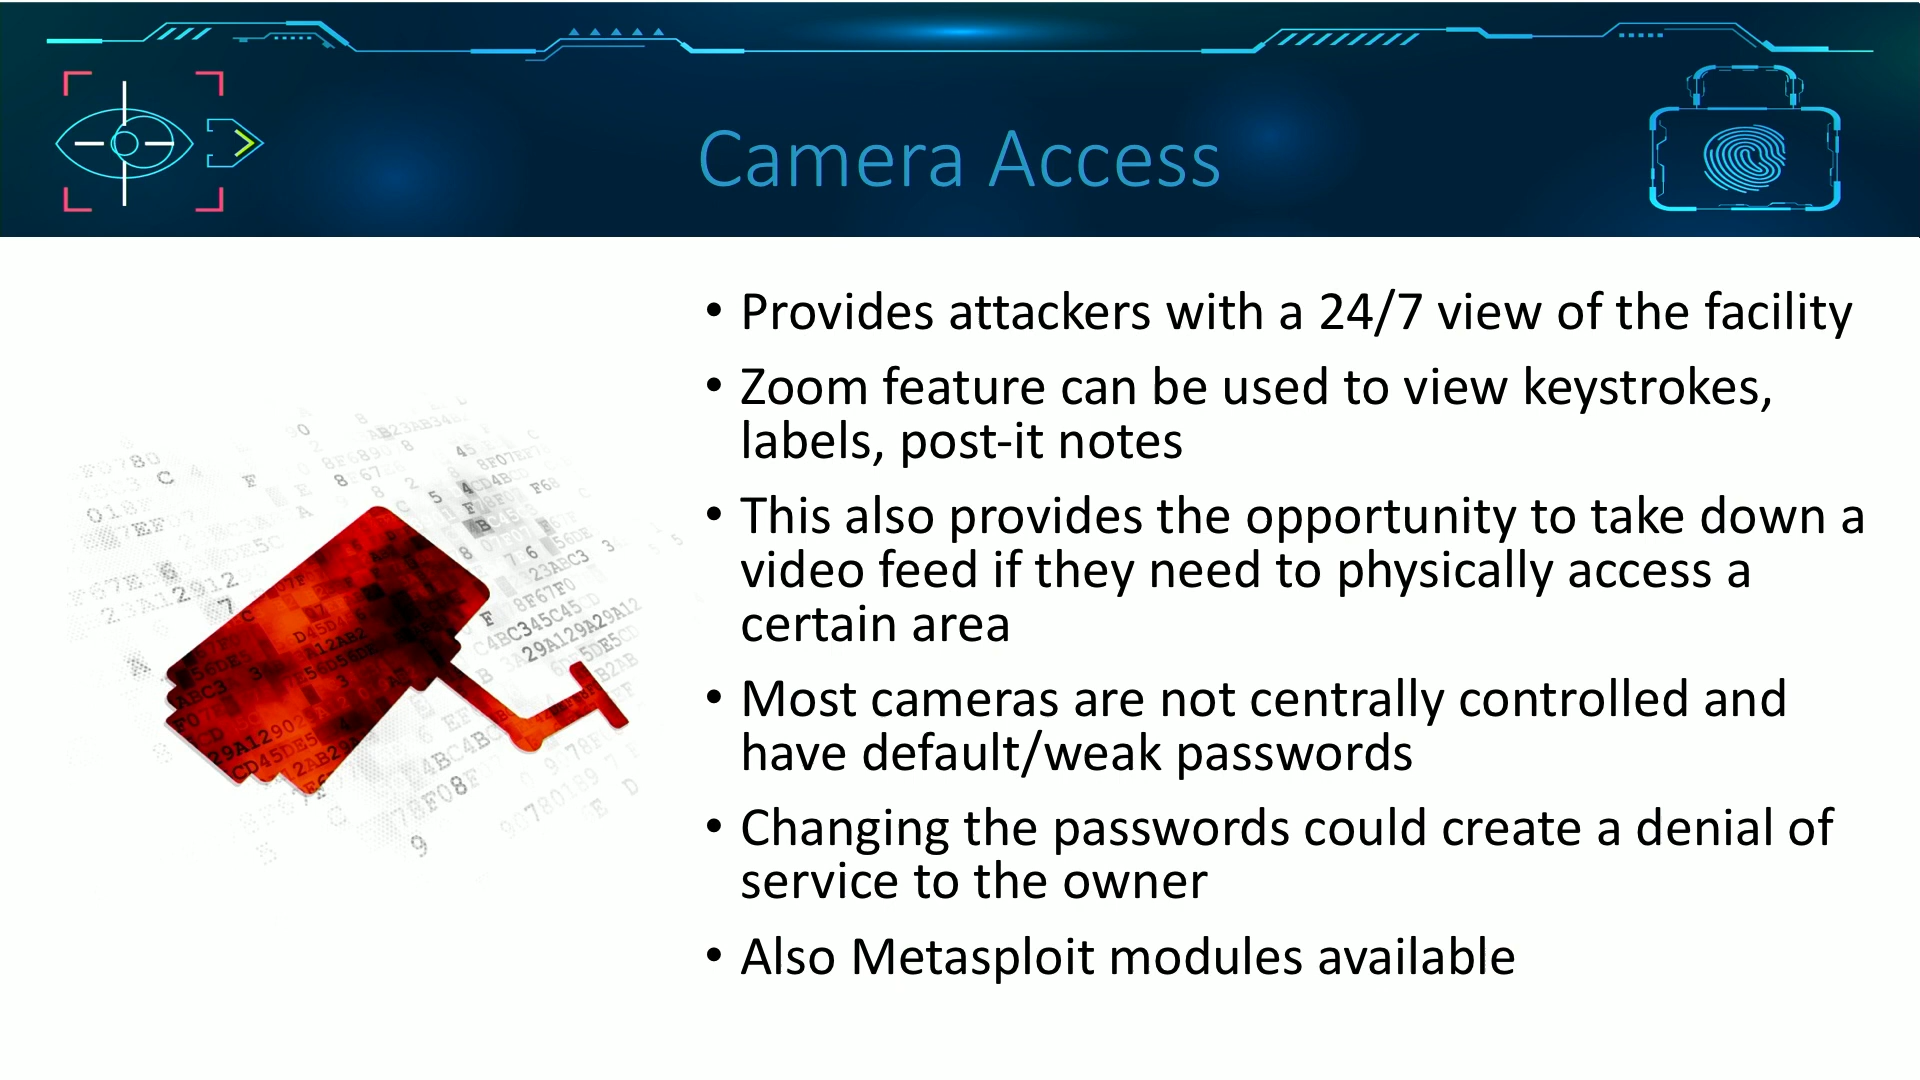 Camera Access
• Provides attackers with a 24/7 view of the facility
• Zoom feature can be used to view keystrokes,
labels, post-it notes
• This also provides the opportunity to take down a
video feed if they need to physically access a
certain area
• Most cameras are not centrally controlled and
have default/weak passwords
• Changing the passwords could create a denial of
service to the owner
• Also Metasploit modules available